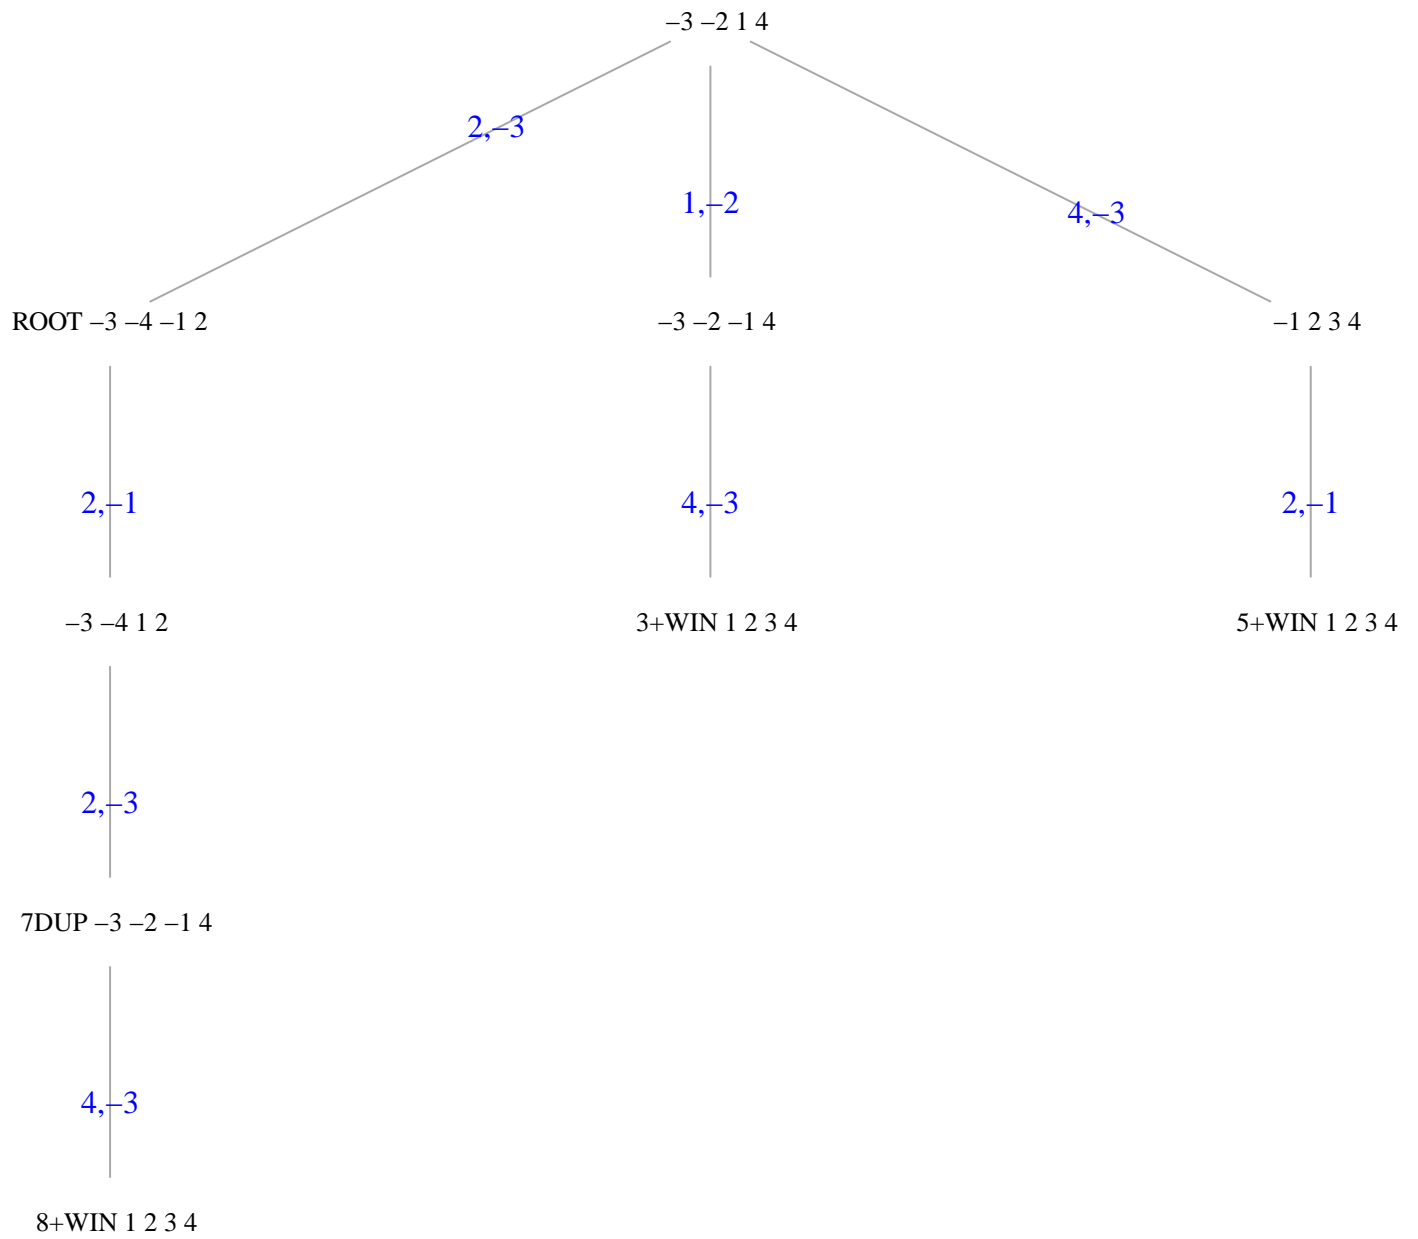 –3 –2 1 4
2,–3
1,–2
4,–3
ROOT –3 –4 –1 2
–3 –2 –1 4
–1 2 3 4
2,–1
4,–3
2,–1
–3 –4 1 2
3+WIN 1 2 3 4
5+WIN 1 2 3 4
2,–3
7DUP –3 –2 –1 4
4,–3
8+WIN 1 2 3 4